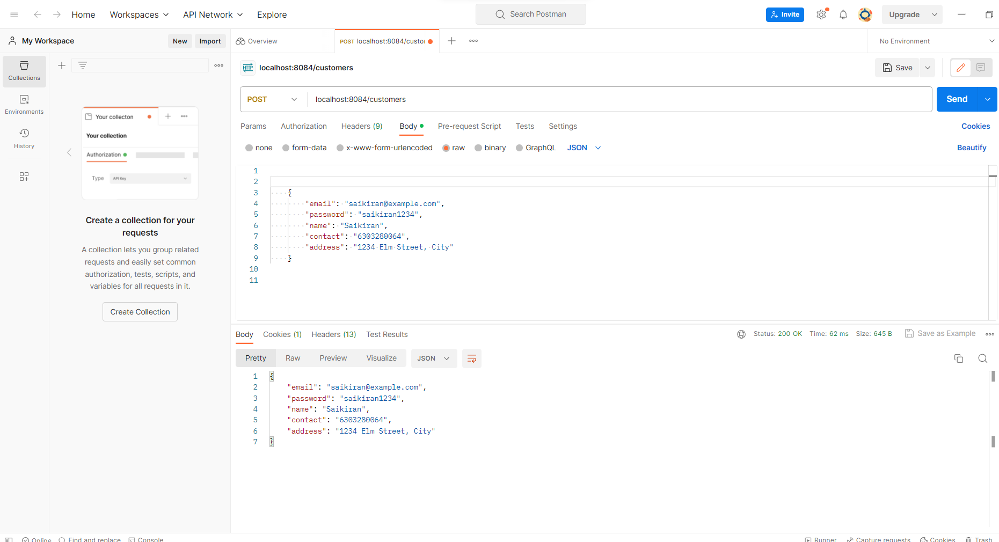 Home Workspaces API Network Explore Search Postman Invite Upgrade
My Workspace New Import Overview POST localhost:8084/custor No Environment
Collections
Environments
History
Your collecton
Your collection
Authorization
Type API Key
Create a collection for your
requests
A collection lets you group related
requests and easily set common
authorization, tests, scripts, and
variables for all requests in it.
Create Collection
HTTP localhost:8084/customers Save
POST localhost:8084/customers Send
Params Authorization Headers (9) Body Pre-request Script Tests Settings Cookies
none form-data x-www-form-urlencoded raw binary GraphQL JSON Beautify
1
2
3 {
4 "email": "saikiran@example.com",
5 "password": "saikiran1234",
6 "name": "Saikiran",
7 "contact": "6303280064",
8 "address": "1234 Elm Street, City"
9 }
10
11
Body Cookies (1) Headers (13) Test Results Status: 200 OK Time: 62 ms Size: 645 B Save as Example
Pretty Raw Preview Visualize JSON
1 {
2 "email": "saikiran@example.com",
3 "password": "saikiran1234",
4 "name": "Saikiran",
5 "contact": "6303280064",
6 "address": "1234 Elm Street, City"
7 }
Online Find and replace Console Runner Capture requests Cookies Trash